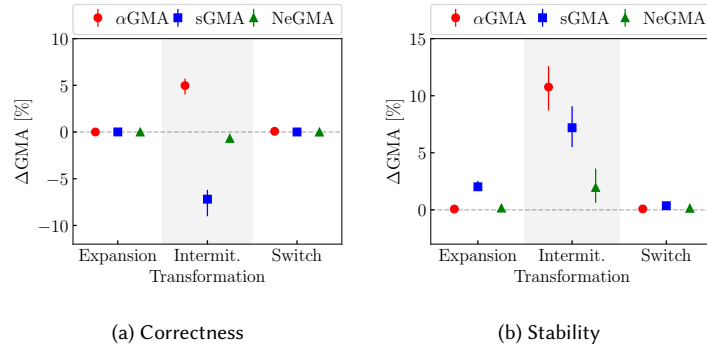 αGMA sGMA NeGMA
ΔGMA [%]
10
5
0
−5
−10
Expansion Intermit. Switch
Transformation
(a) Correctness
αGMA sGMA NeGMA
ΔGMA [%]
15
10
5
0
Expansion Intermit. Switch
Transformation
(b) Stability